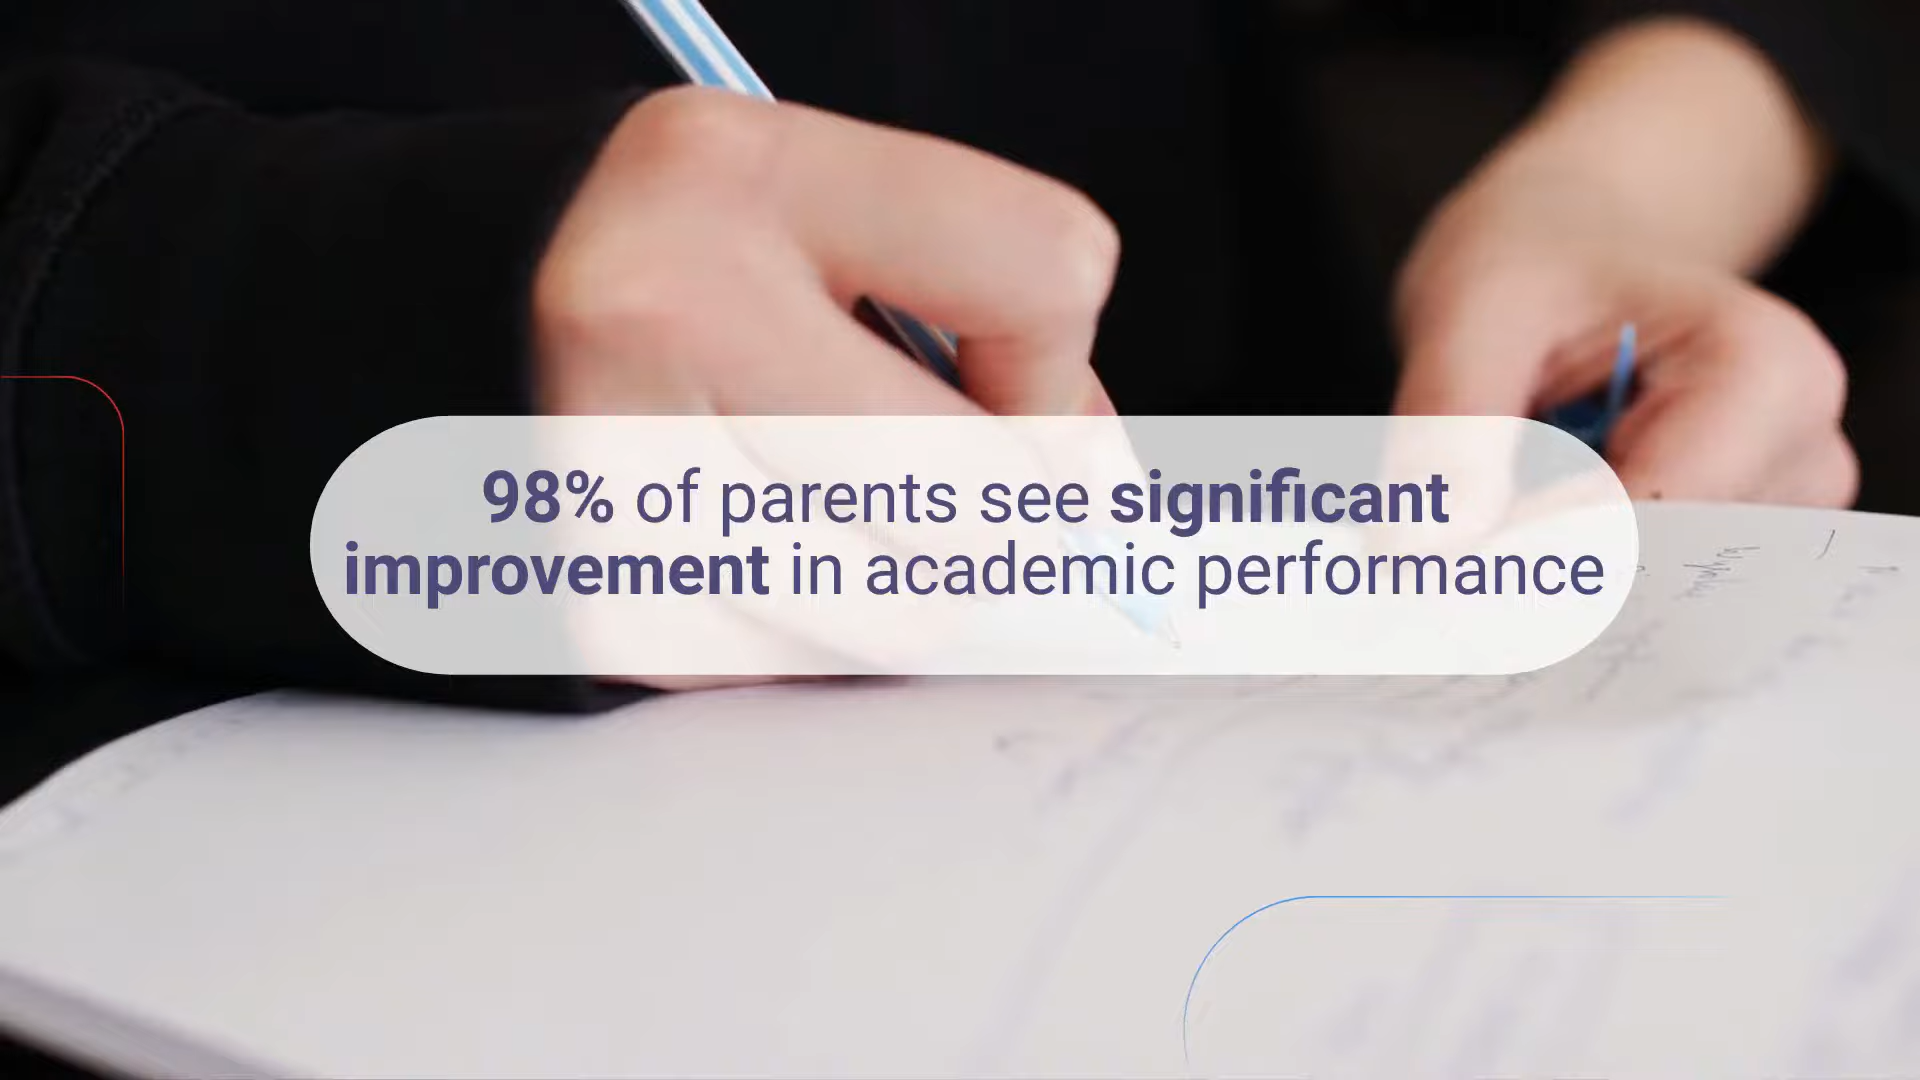 98% of parents see significant
improvement in academic performance